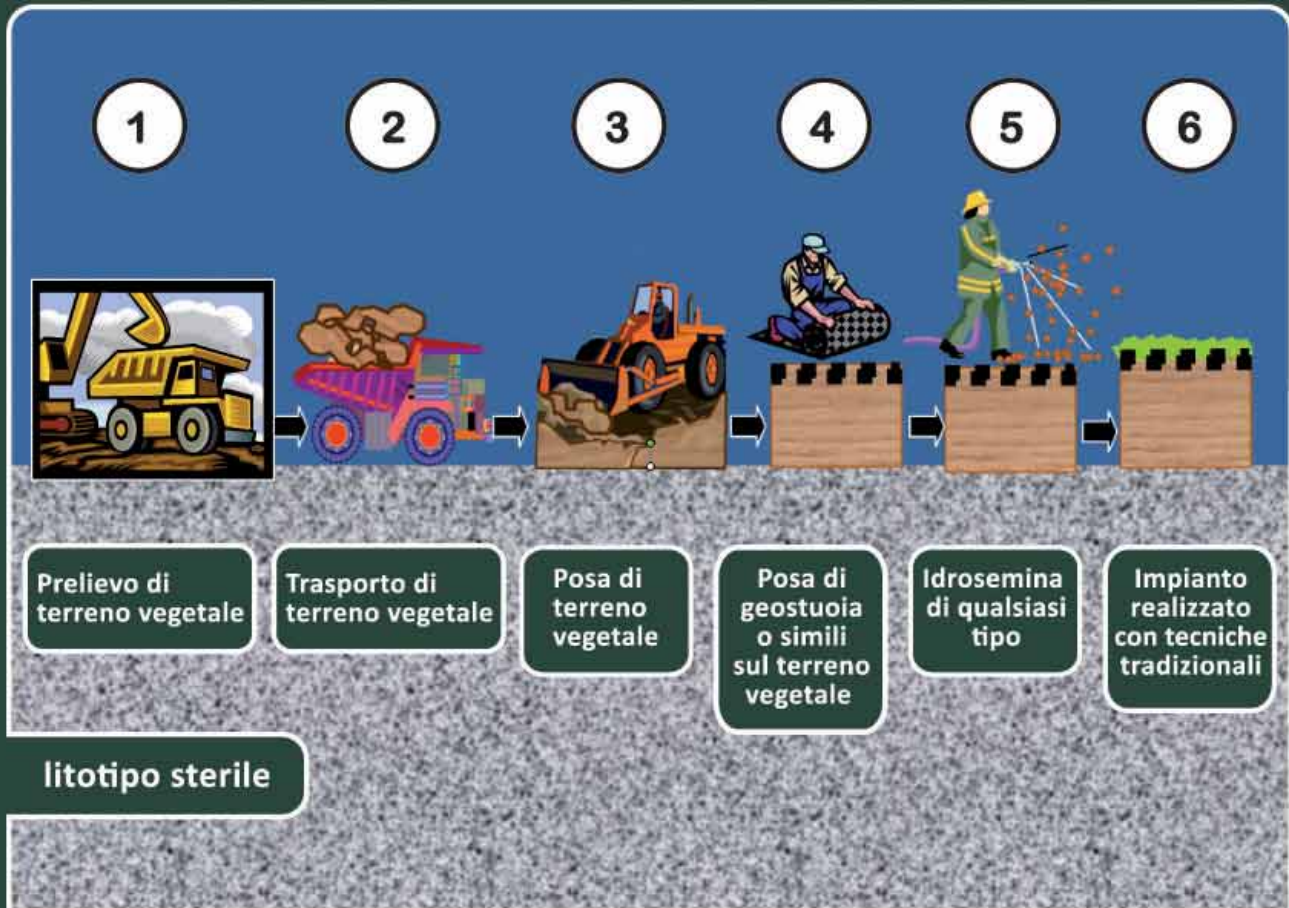 1
2
3
4
5
6
Prelievo di
terreno vegetale
Trasporto di
terreno vegetale
Posa di
terreno
vegetale
Posa di
geostuoia
o simili
sul terreno
vegetale
Idrosemina
di qualsiasi
tipo
Impianto
realizzato
con tecniche
tradizionali
litotipo sterile